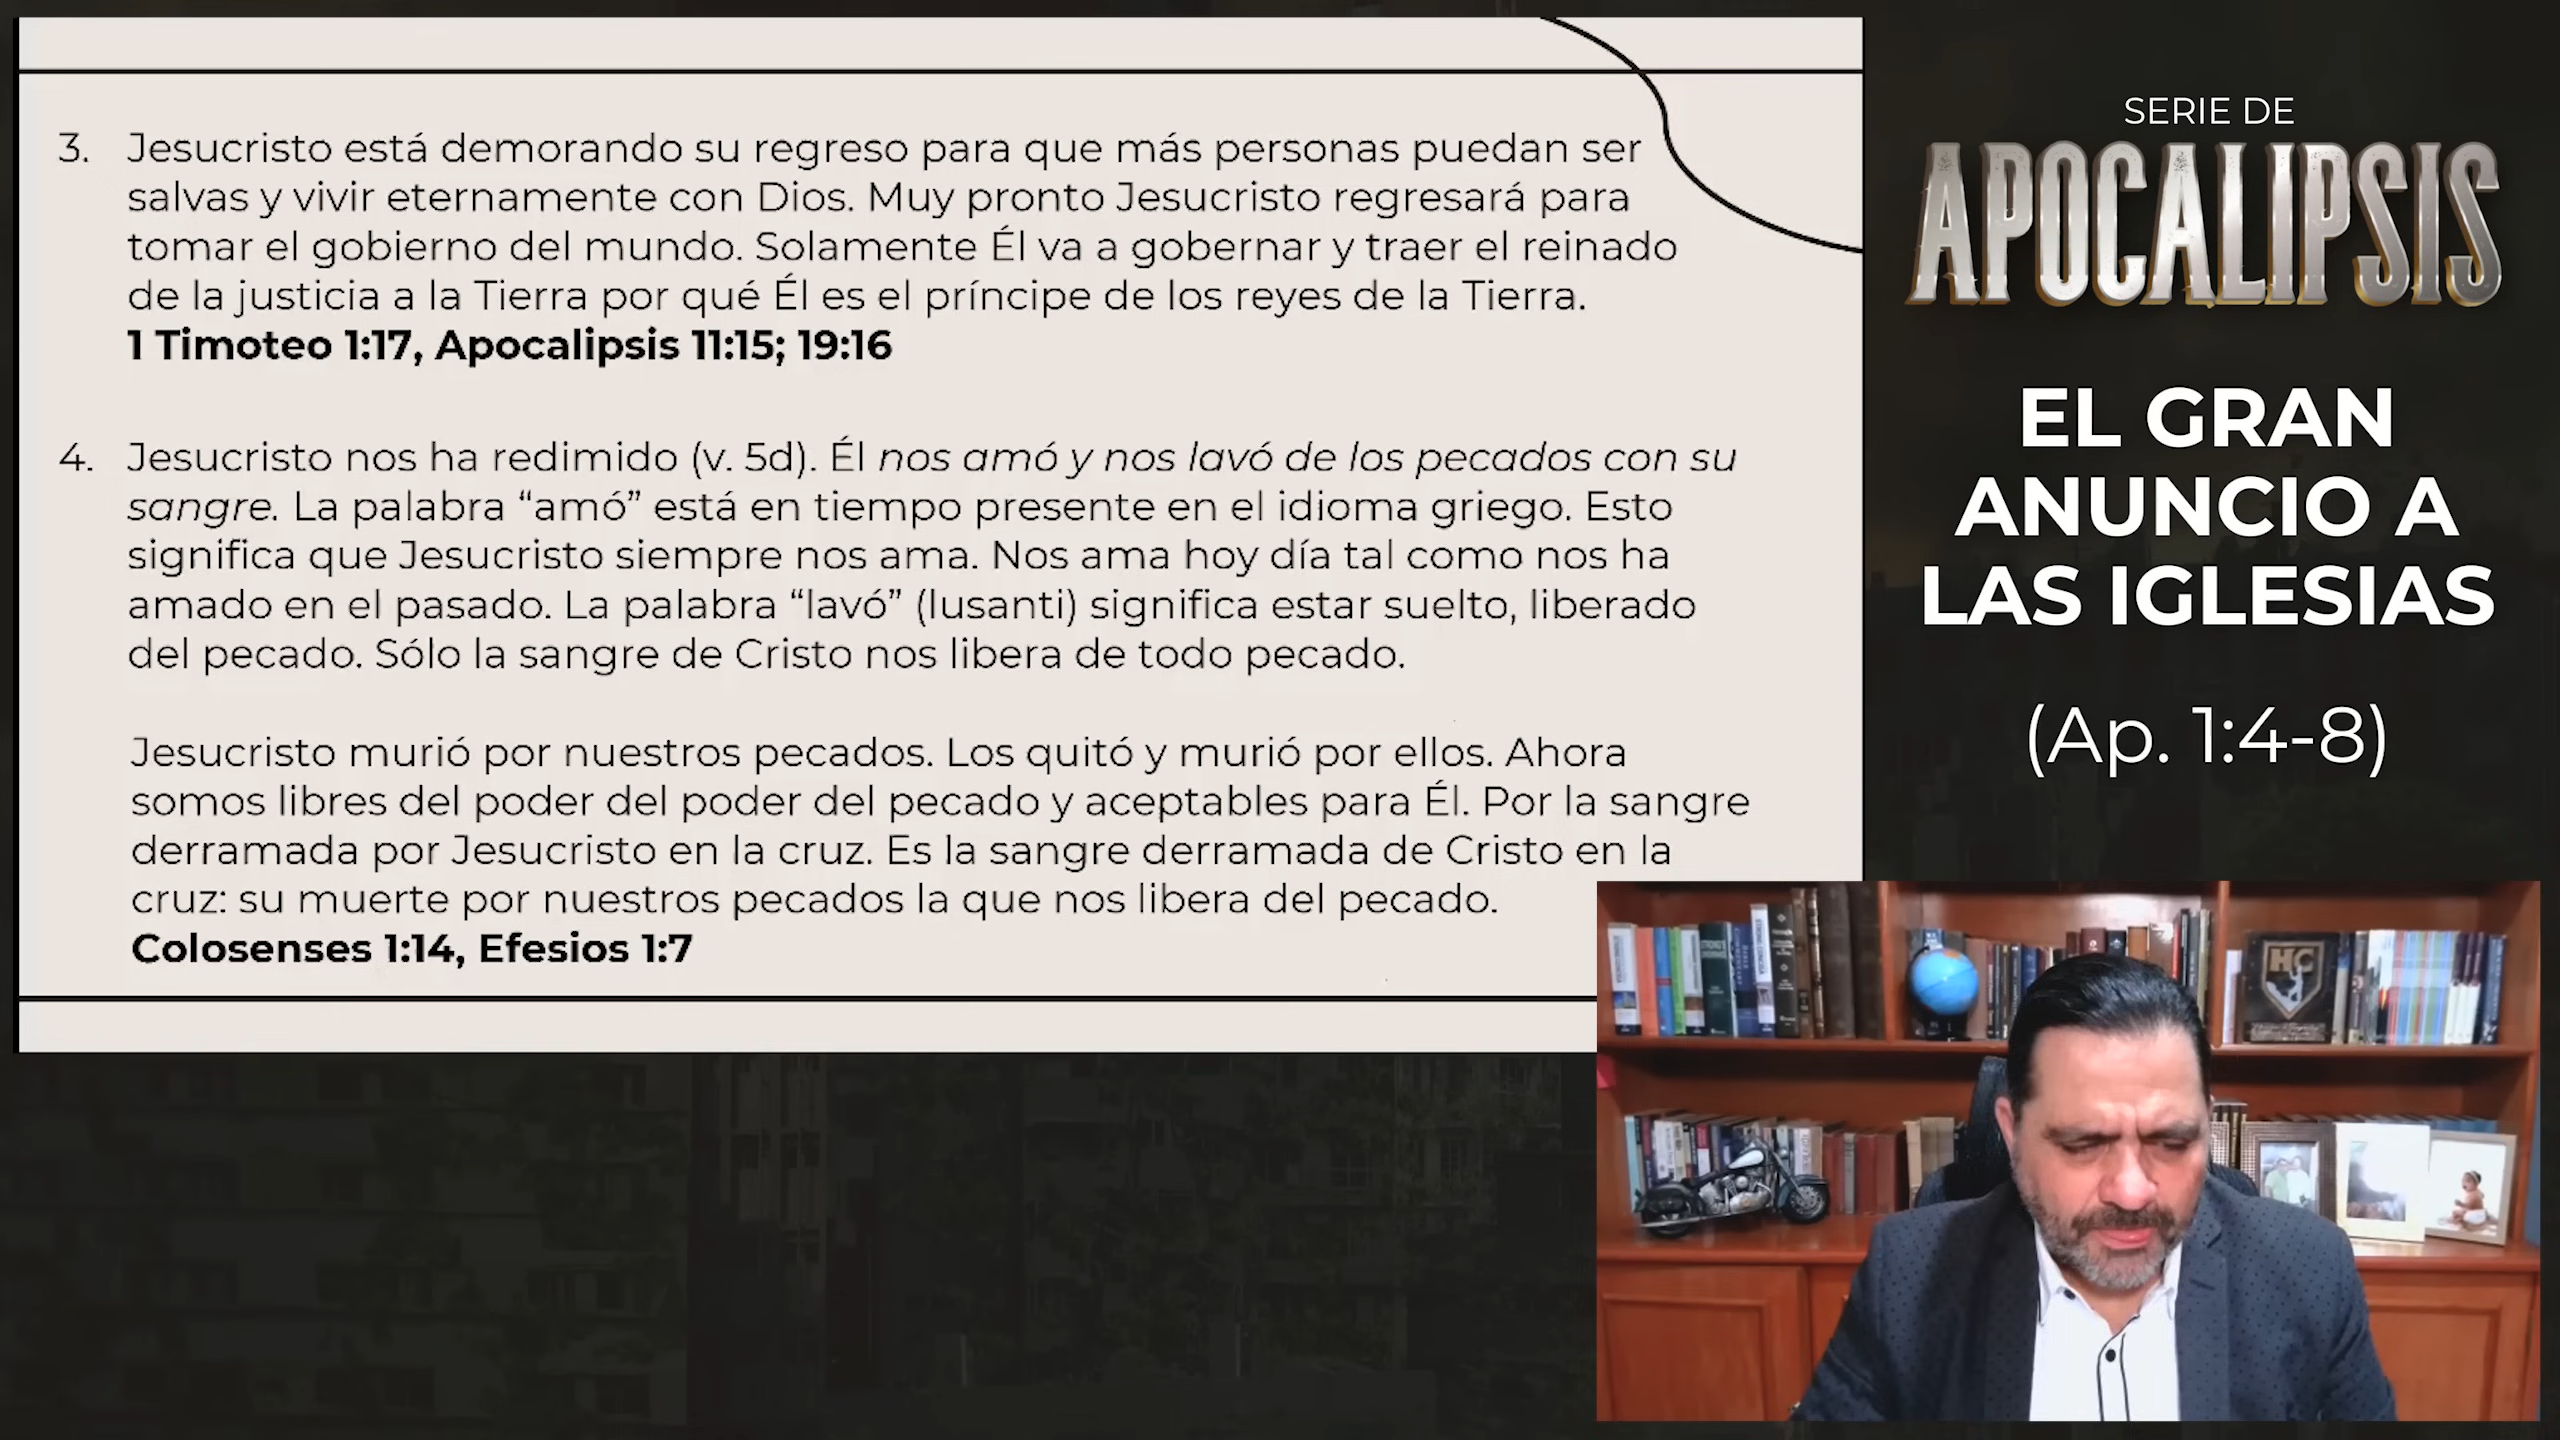 3. Jesucristo está demorando su regreso para que más personas puedan ser
salvas y vivir eternamente con Dios. Muy pronto Jesucristo regresará para
tomar el gobierno del mundo. Solamente Él va a gobernar y traer el reinado
de la justicia a la Tierra por qué Él es el príncipe de los reyes de la Tierra.
1 Timoteo 1:17, Apocalipsis 11:15; 19:16
4. Jesucristo nos ha redimido (v. 5d). Él nos amó y nos lavó de los pecados con su
sangre. La palabra “amó” está en tiempo presente en el idioma griego. Esto
significa que Jesucristo siempre nos ama. Nos ama hoy día tal como nos ha
amado en el pasado. La palabra “lavó” (lusanti) significa estar suelto, liberado
del pecado. Sólo la sangre de Cristo nos libera de todo pecado.
Jesucristo murió por nuestros pecados. Los quitó y murió por ellos. Ahora
somos libres del poder del poder del pecado y aceptables para Él. Por la sangre
derramada por Jesucristo en la cruz. Es la sangre derramada de Cristo en la
cruz: su muerte por nuestros pecados la que nos libera del pecado.
Colosenses 1:14, Efesios 1:7
SERIE DE
APOCALIPSIS
EL GRAN
ANUNCIO A
LAS IGLESIAS
(Ap. 1:4-8)
HC